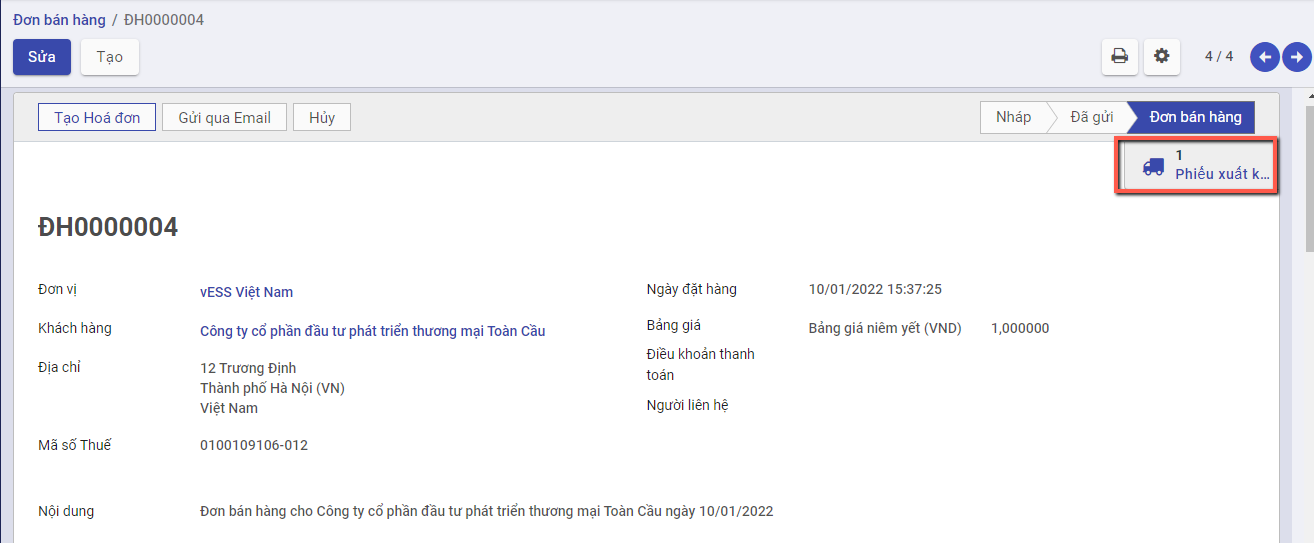 Đơn bán hàng / ĐH0000004
Sửa
Tạo
4 / 4
Tạo Hoá đơn
Gửi qua Email
Hủy
Nháp
Đã gửi
Đơn bán hàng
1
Phiếu xuất k...
ĐH0000004
Đơn vị
vESS Việt Nam
Ngày đặt hàng
10/01/2022 15:37:25
Khách hàng
Công ty cổ phần đầu tư phát triển thương mại Toàn Cầu
Bảng giá
Bảng giá niêm yết (VND)
1,000000
Địa chỉ
12 Trương Định
Thành phố Hà Nội (VN)
Việt Nam
Điều khoản thanh
toán
Người liên hệ
Mã số Thuế
0100109106-012
Nội dung
Đơn bán hàng cho Công ty cổ phần đầu tư phát triển thương mại Toàn Cầu ngày 10/01/2022